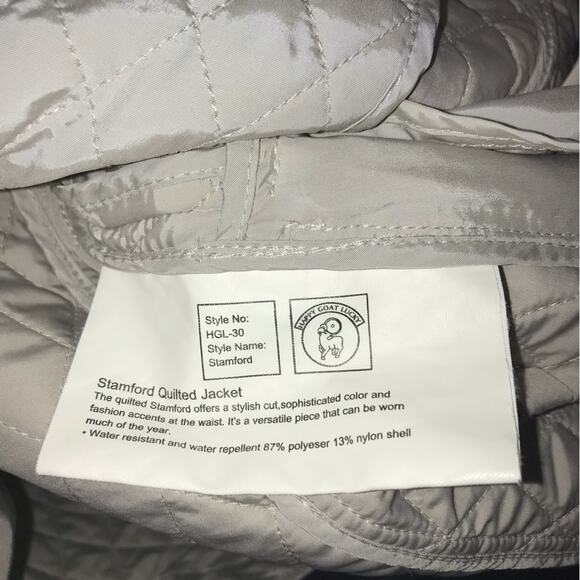 Style No:
HGL-30
Style Name:
Stamford
HAPPY GOAT LUCKY
Stamford Quilted Jacket
The quilted Stamford offers a stylish cut,sophisticated color and
fashion accents at the waist. It's a versatile piece that can be worn
much of the year.
• Water resistant and water repellent 87% polyeser 13% nylon shell